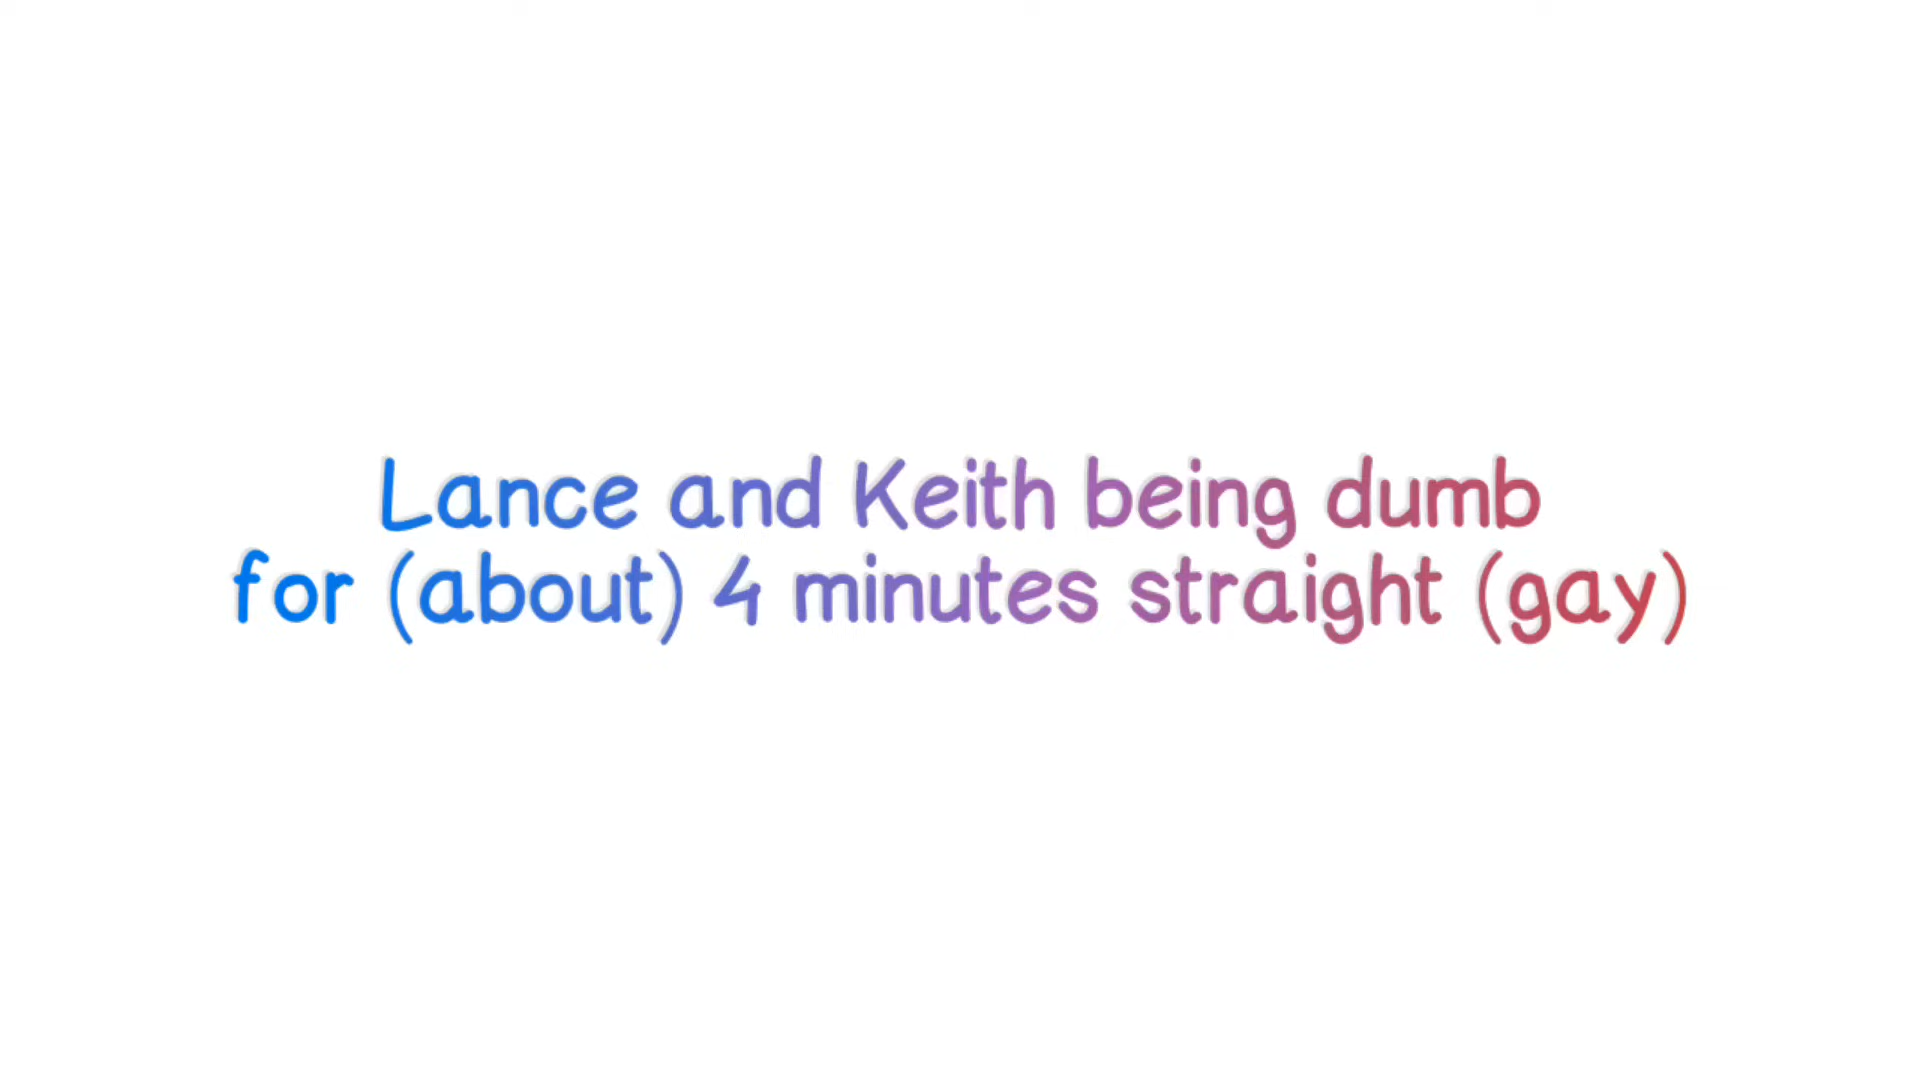 Lance and Keith being dumb
for (about) 4 minutes straight (gay)